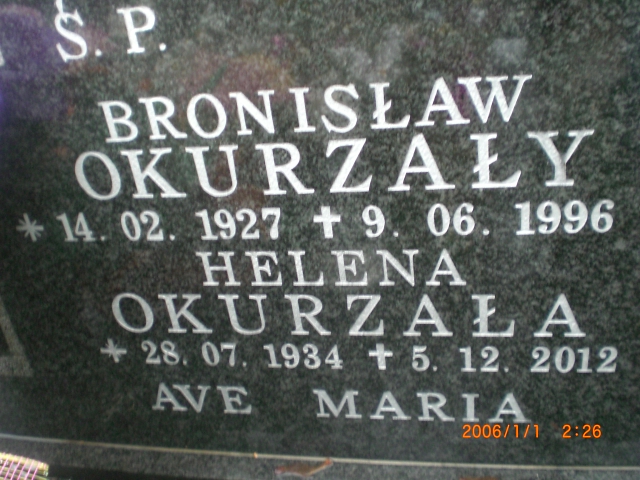 Ś. P.
BRONISŁAW
OKURZAŁY
* 14. 02. 1927 ✝ 9. 06. 1996
HELENA
OKURZAŁA
* 28. 07. 1934 ✝ 5. 12. 2012
AVE MARIA
2006/1/1 2:26